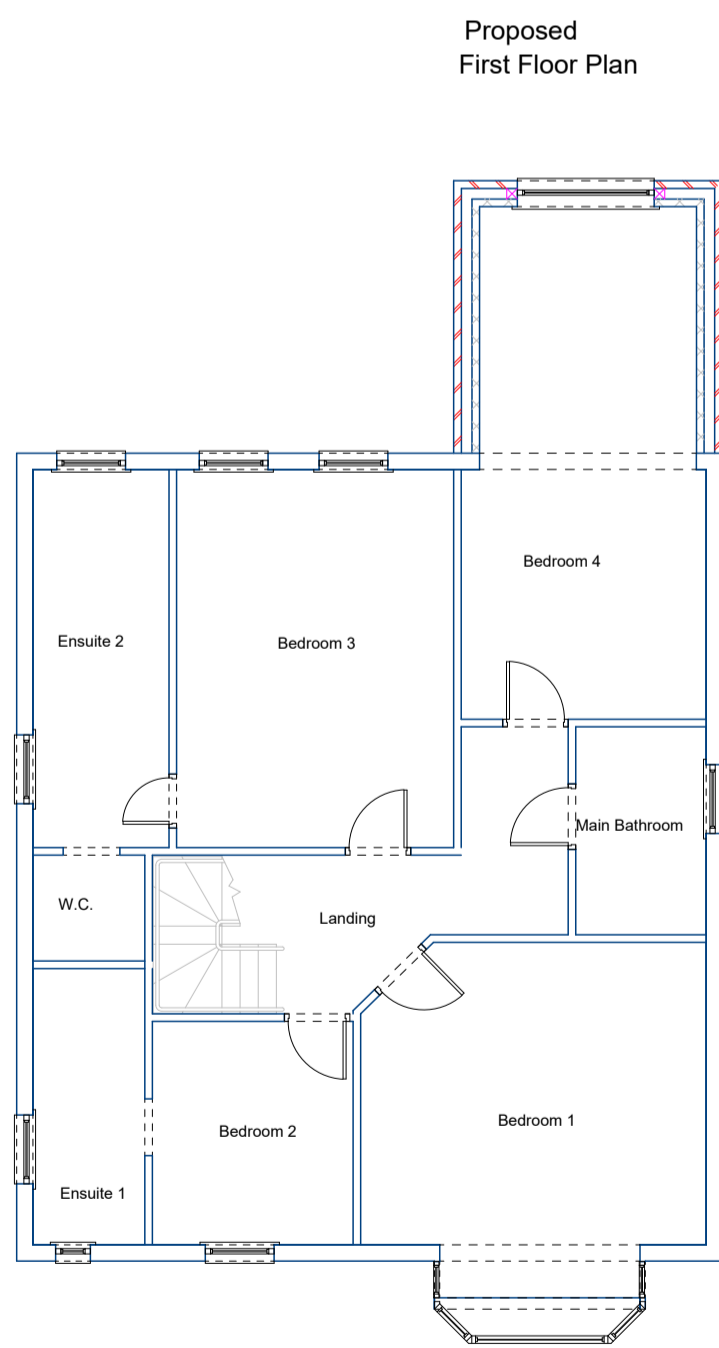 Proposed
First Floor Plan
Bedroom 4
Ensuite 2
Bedroom 3
Main Bathroom
W.C.
Landing
Bedroom 1
Bedroom 2
Ensuite 1